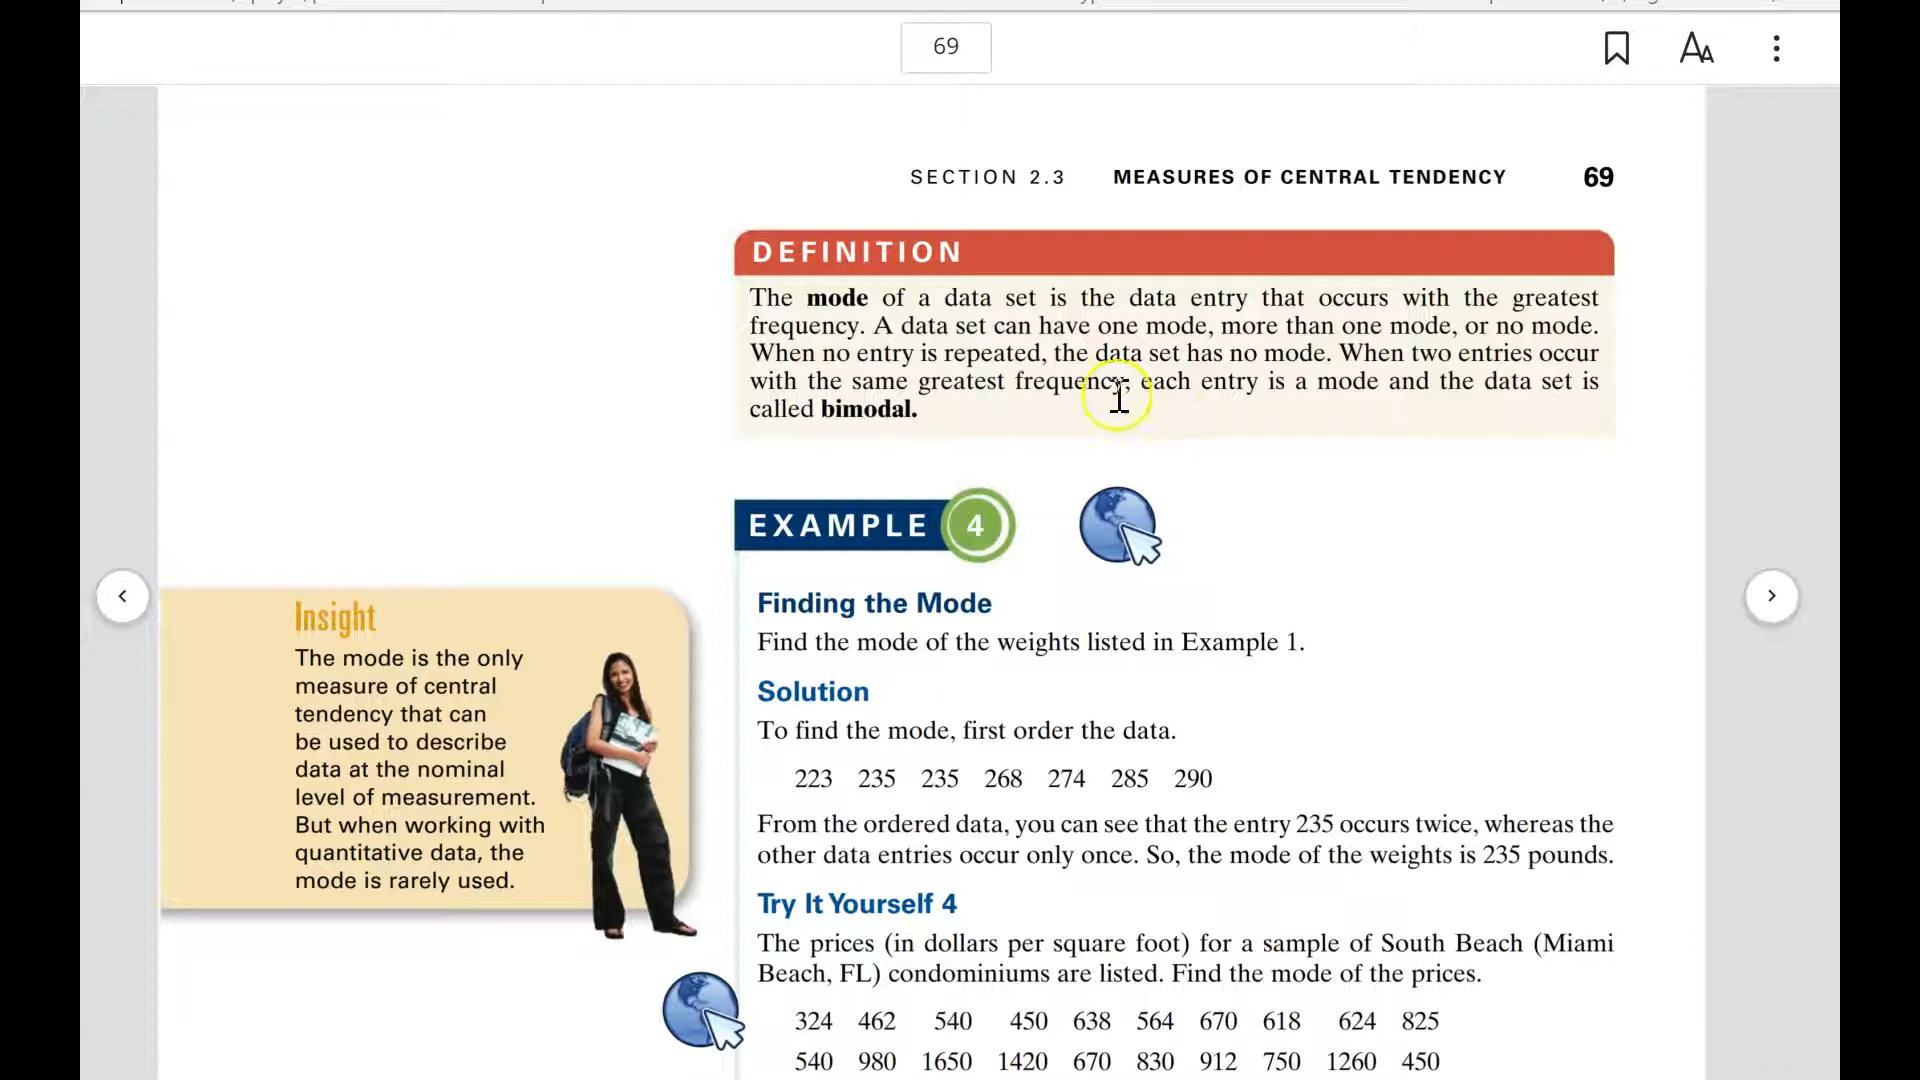 69
AA
SECTION 2.3 MEASURES OF CENTRAL TENDENCY 69
DEFINITION
The mode of a data set is the data entry that occurs with the greatest
frequency. A data set can have one mode, more than one mode, or no mode.
When no entry is repeated, the data set has no mode. When two entries occur
with the same greatest frequency, each entry is a mode and the data set is
called bimodal.
EXAMPLE 4
Finding the Mode
Find the mode of the weights listed in Example 1.
Solution
To find the mode, first order the data.
223 235 235 268 274 285 290
From the ordered data, you can see that the entry 235 occurs twice, whereas the
other data entries occur only once. So, the mode of the weights is 235 pounds.
Insight
The mode is the only
measure of central
tendency that can
be used to describe
data at the nominal
level of measurement.
But when working with
quantitative data, the
mode is rarely used.
Try It Yourself 4
The prices (in dollars per square foot) for a sample of South Beach (Miami
Beach, FL) condominiums are listed. Find the mode of the prices.
324 462 540 450 638 564 670 618 624 825
540 980 1650 1420 670 830 912 750 1260 450